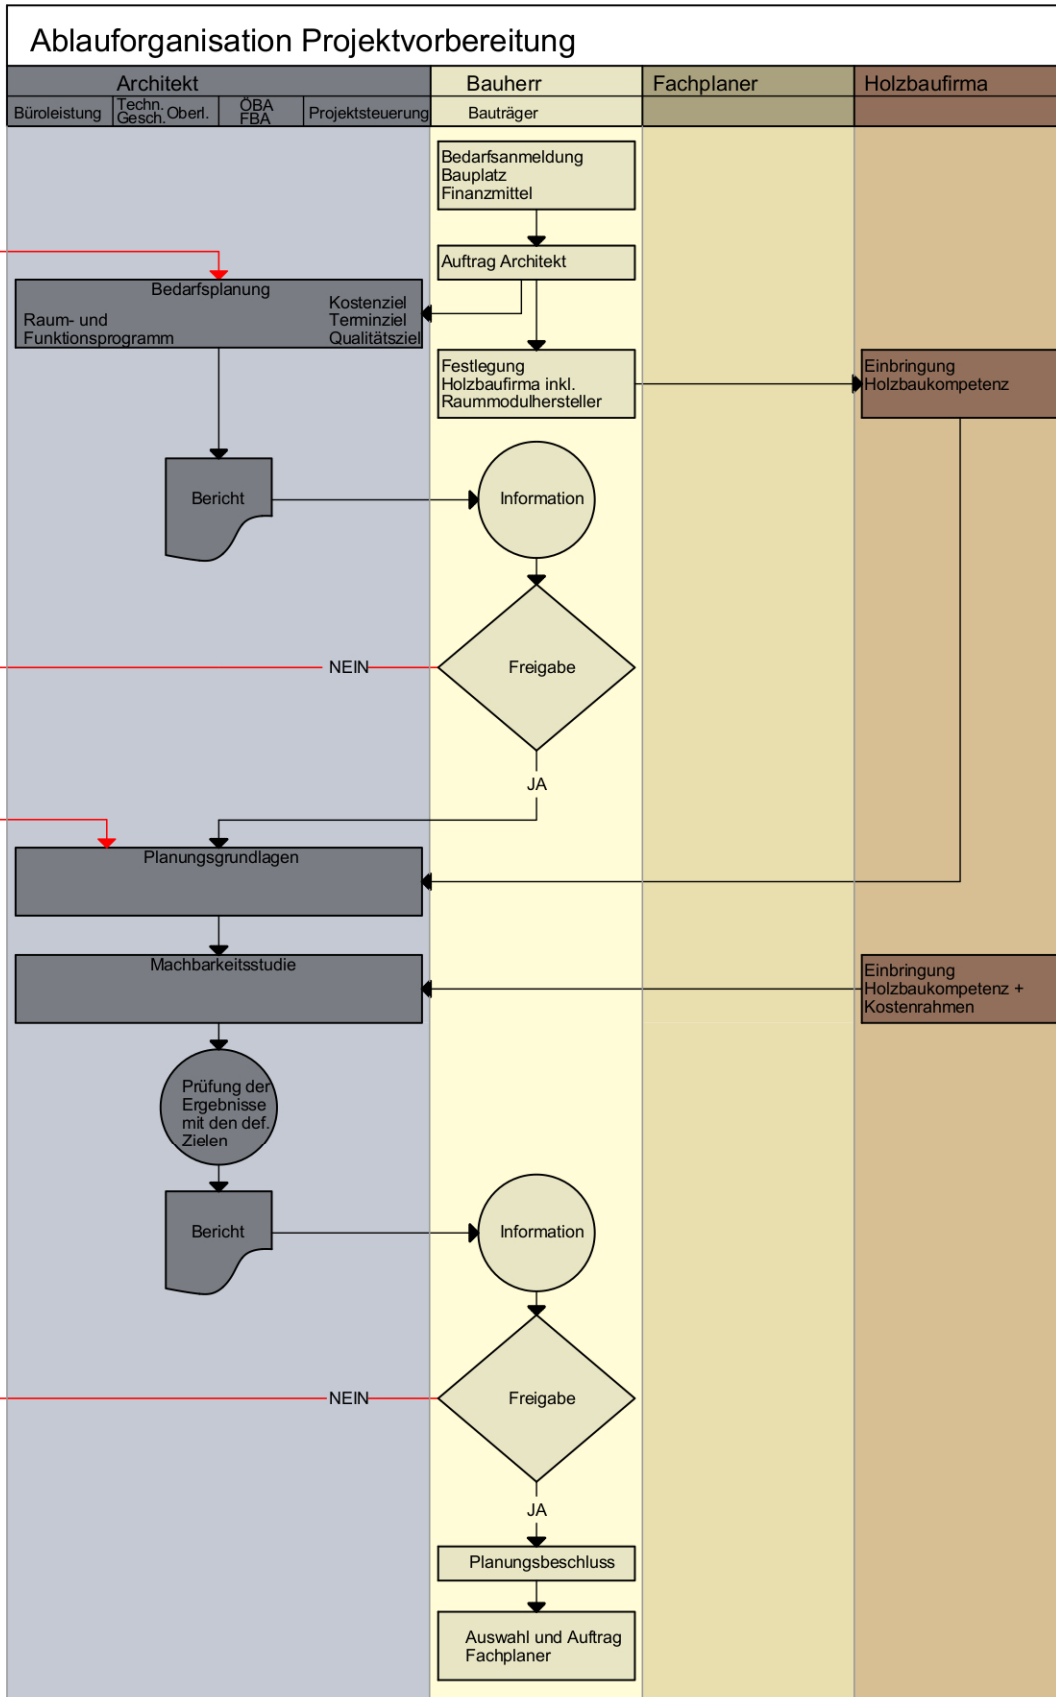 Ablauforganisation Projektvorbereitung
Architekt
Bauherr
Fachplaner
Holzbaufirma
Büroleistung
Techn.
Gesch. Oberl.
ÖBA
FBA
Projektsteuerung
Bauträger
Bedarfsanmeldung
Bauplatz
Finanzmittel
Auftrag Architekt
Bedarfsplanung
Raum- und
Funktionsprogramm
Kostenziel
Terminziel
Qualitätsziel
Festlegung
Holzbaufirma inkl.
Raummodulhersteller
Einbringung
Holzbaukompetenz
Bericht
Information
NEIN
Freigabe
JA
Planungsgrundlagen
Machbarkeitsstudie
Einbringung
Holzbaukompetenz +
Kostenrahmen
Prüfung der
Ergebnisse
mit den def.
Zielen
Bericht
Information
NEIN
Freigabe
JA
Planungsbeschluss
Auswahl und Auftrag
Fachplaner